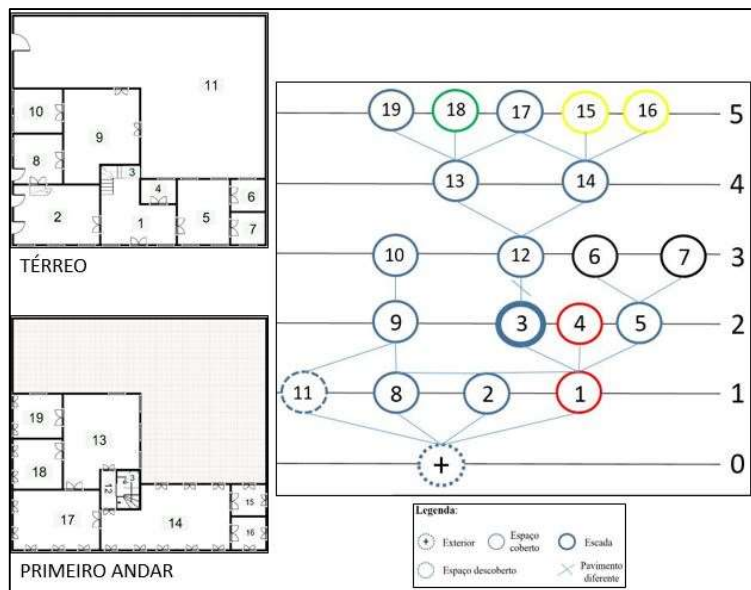 11
10
9
8
3
4
2
1
5
6
7
TÉRREO
19
13
18
12
3
17
14
15
16
PRIMEIRO ANDAR
19 18 17 15 16 5
13 14 4
10 12 6 7 3
9 3 4 5 2
11 8 2 1 1
+ 0
Legenda:
+ Exterior
Espaço
coberto
Escada
Espaço descoberto
Pavimento
diferente